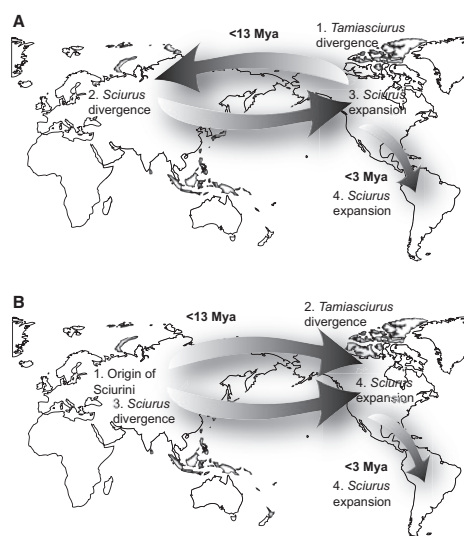 A
<13 Mya
1. Tamiasciurus
divergence
2. Sciurus
divergence
3. Sciurus
expansion
<3 Mya
4. Sciurus
expansion
B
<13 Mya
2. Tamiasciurus
divergence
1. Origin of
Sciurini
3. Sciurus
divergence
4. Sciurus
expansion
<3 Mya
4. Sciurus
expansion